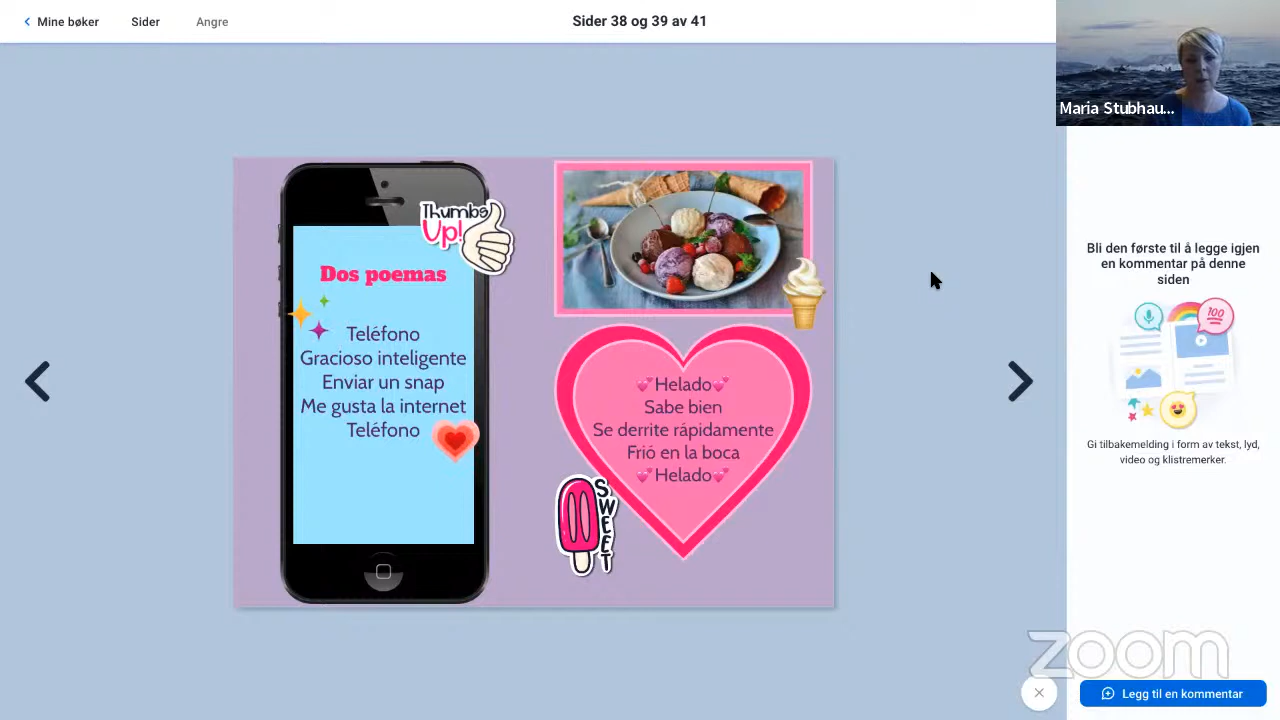 Mine bøker
Sider
Angre
Sider 38 og 39 av 41
Maria Stubhau...
Thumbs
Up!
Dos poemas
Teléfono
Gracioso inteligente
Enviar un snap
Me gusta la internet
Teléfono
💕Helado💕
Sabe bien
Se derrite rápidamente
Frió en la boca
💕Helado💕
SWEET
Bli den første til å legge igjen
en kommentar på denne
siden
100
Gi tilbakemelding i form av tekst, lyd,
video og klistremerker.
zoom
Legg til en kommentar